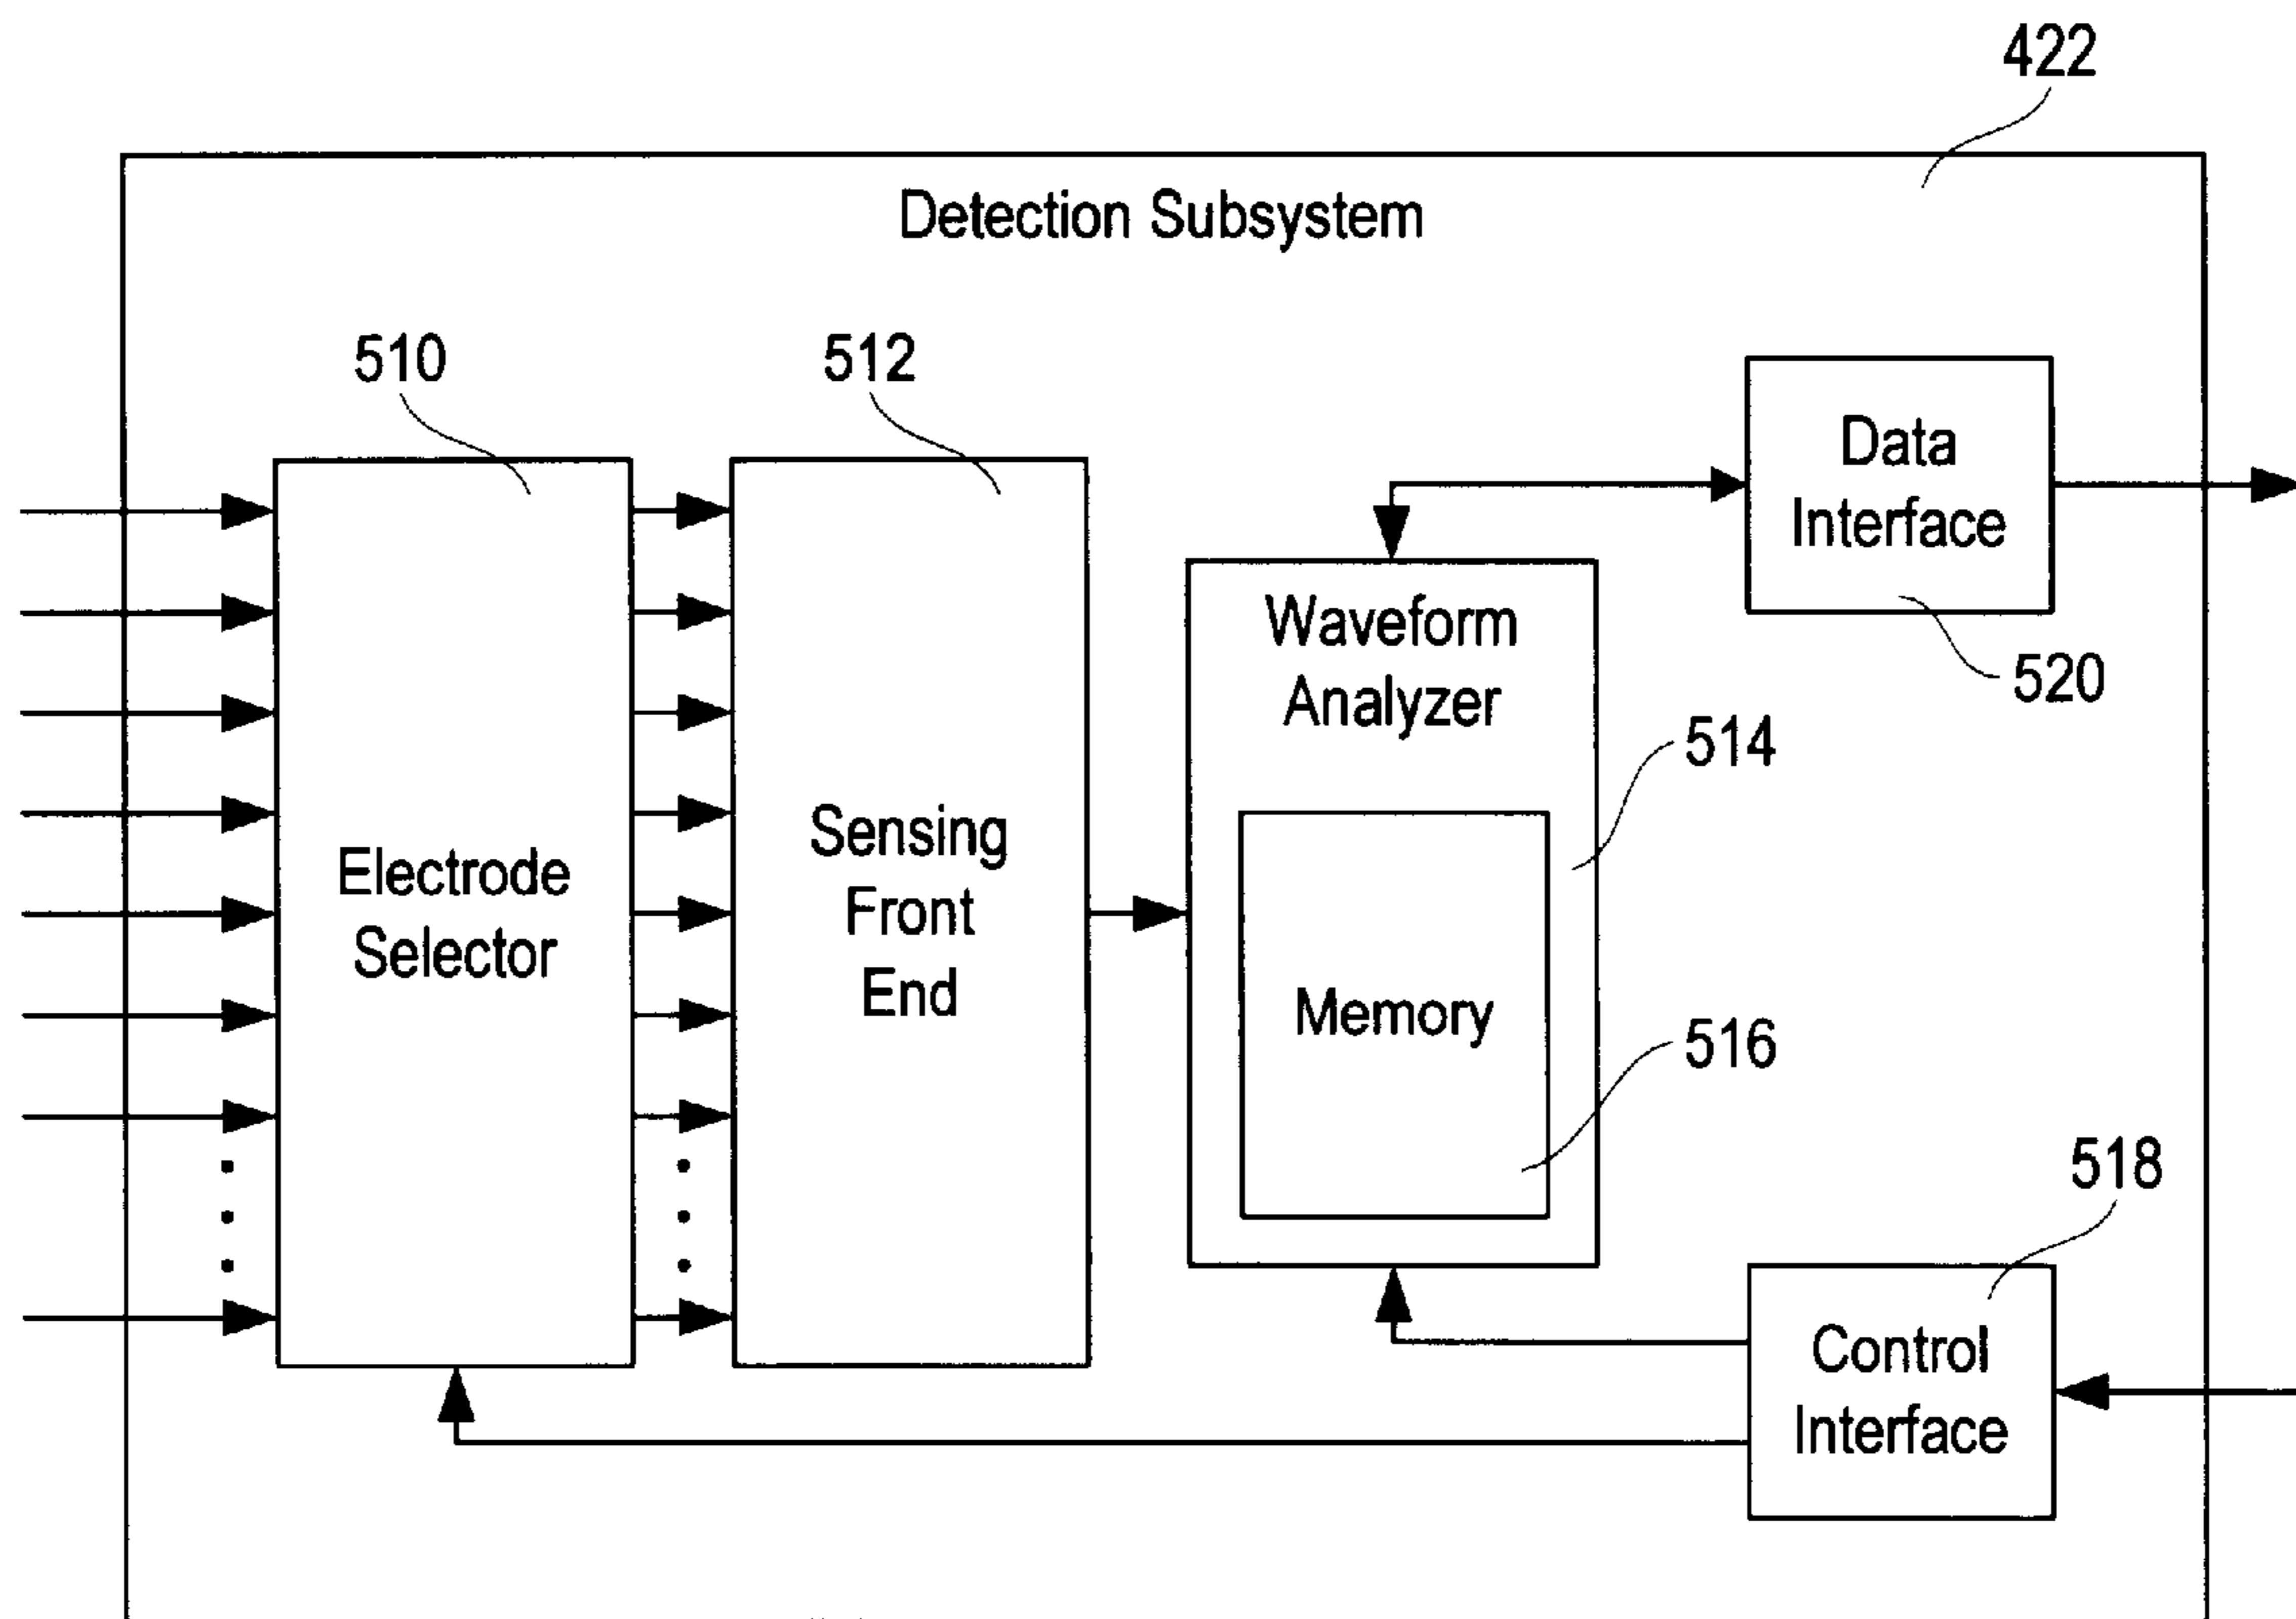 422
Detection Subsystem
510
512
Data
Interface
520
Waveform
Analyzer
514
Electrode
Selector
Sensing
Front
End
Memory
516
518
Control
Interface